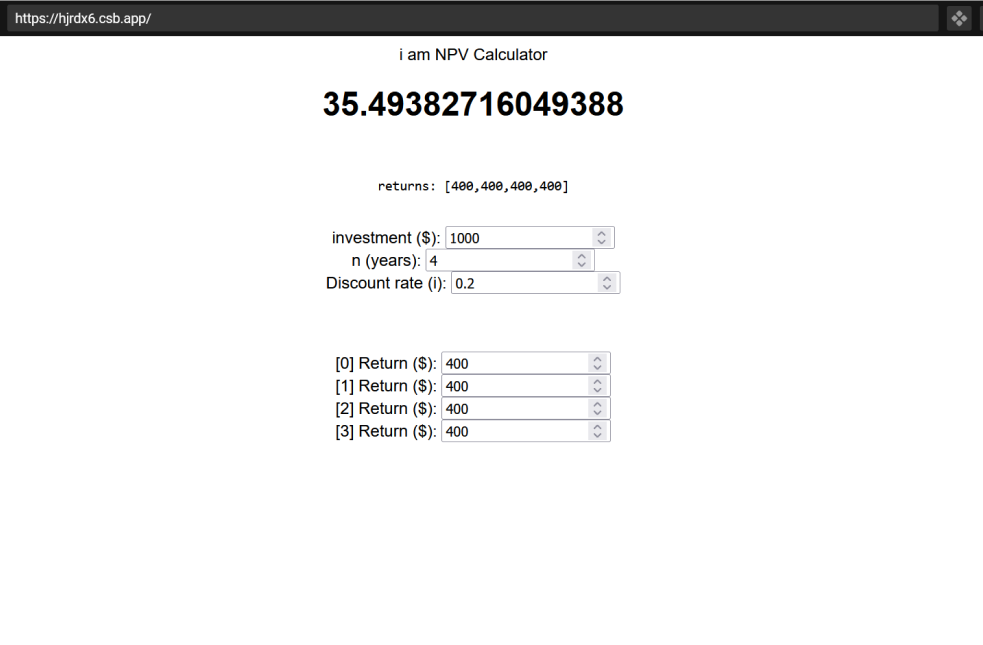 https://hjrdx6.csb.app/
i am NPV Calculator
35.49382716049388
returns: [400,400,400,400]
investment ($): 1000
n (years): 4
Discount rate (i): 0.2
[0] Return ($): 400
[1] Return ($): 400
[2] Return ($): 400
[3] Return ($): 400